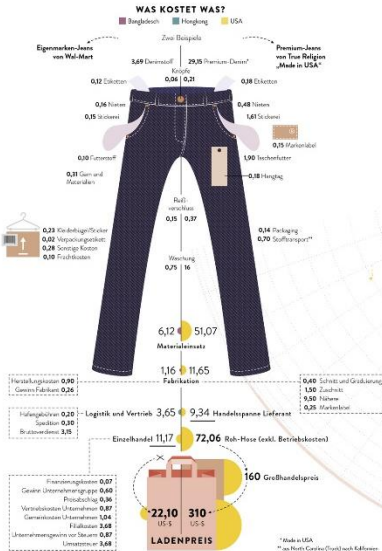 WAS KOSTET WAS?
Bangladesch Hongkong USA
Zwei Beispiele
Eigenmarken-Jeans
von Wal-Mart
Premium-Jeans
von True Religion
„Made in USA"
3,69 Denimstoff 29,15 Premium-Denim*
Knöpfe
0,06 0,21
0,12 Etiketten
0,18 Etiketten
0,16 Nieten
0,48 Nieten
0,15 Stickerei
1,61 Stickerei
0,15 Markenlabel
0,10 Futterstoff
1,90 Taschenfutter
0,31 Garn und
Materialien
0,18 Hangtag
Reiß-
verschluss
0,15 0,37
0,23 Kleiderbügel/Sticker
0,02 Verpackungsetikett
0,28 Sonstige Kosten
0,10 Frachtkosten
0,14 Packaging
0,70 Stofftransport**
Waschung
0,75 16
6,12 51,07
Materialeinsatz
1,16 11,65
Fabrikation
Herstellungskosten 0,90
Gewinn Fabrikant 0,26
0,40 Schnitt und Graduierung
1,50 Zuschnitt
9,50 Näherei
0,25 Markenlabel
Hafengebühren 0,20
Spedition 0,30
Bruttoverdienst 3,15
Logistik und Vertrieb 3,65 9,34 Handelspanne Lieferant
Einzelhandel 11,17 72,06 Roh-Hose (exkl. Betriebskosten)
Finanzierungskosten 0,07
Gewinn Unternehmensgruppe 0,60
Preisabschlag 0,36
Vertriebskosten Unternehmen 0,87
Gemeinkosten Unternehmen 1,04
Filialkosten 3,68
Unternehmensgewinn vor Steuern 0,87
Umsatzsteuer 3,68
160 Großhandelspreis
22,10 310
US-$ US-$
LADENPREIS
* Made in USA
** aus North Carolina (Truck) nach Kalifornien